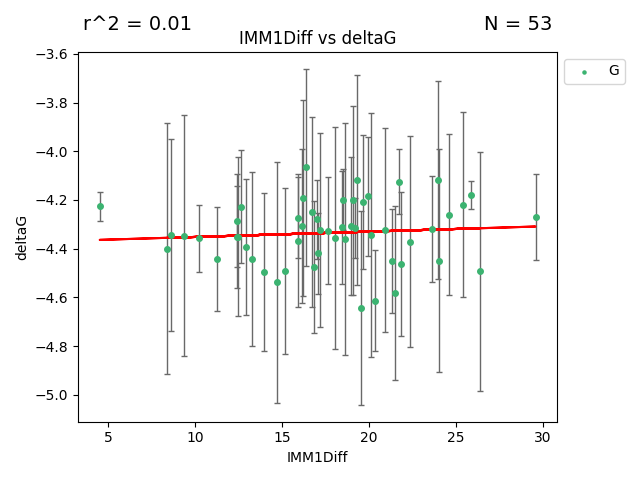 r^2 = 0.01
N = 53
IMM1Diff vs deltaG
G
−3.6
−3.8
−4.0
−4.2
−4.4
−4.6
−4.8
−5.0
deltaG
5
10
15
20
25
30
IMM1Diff